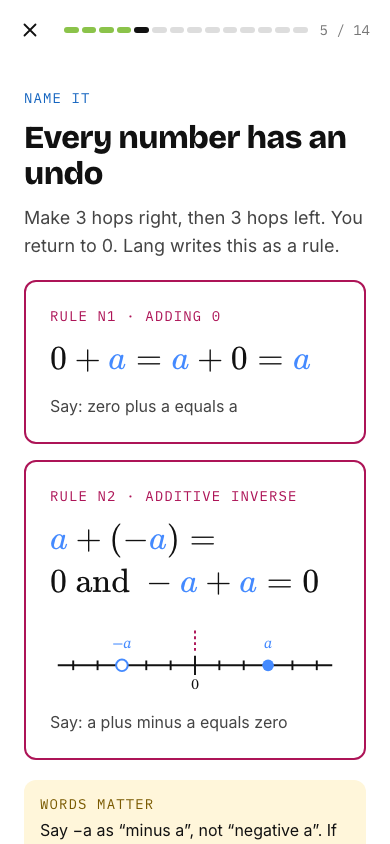 5 / 14
NAME IT
Every number has an
undo
Make 3 hops right, then 3 hops left. You
return to 0. Lang writes this as a rule.
RULE N1 · ADDING 0
0 + a = a + 0 = a
Say: zero plus a equals a
RULE N2 · ADDITIVE INVERSE
a + (−a) =
0 and − a + a = 0
−a a
0
Say: a plus minus a equals zero
WORDS MATTER
Say −a as “minus a”, not “negative a”. If